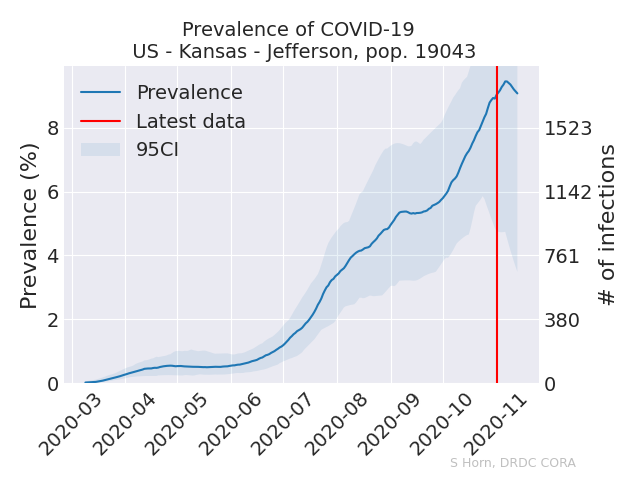 Prevalence of COVID-19
US - Kansas - Jefferson, pop. 19043
Prevalence
Latest data
95CI
Prevalence (%)
8
6
4
2
0
1523
1142
761
380
0
# of infections
2020-03
2020-04
2020-05
2020-06
2020-07
2020-08
2020-09
2020-10
2020-11
S Horn, DRDC CORA